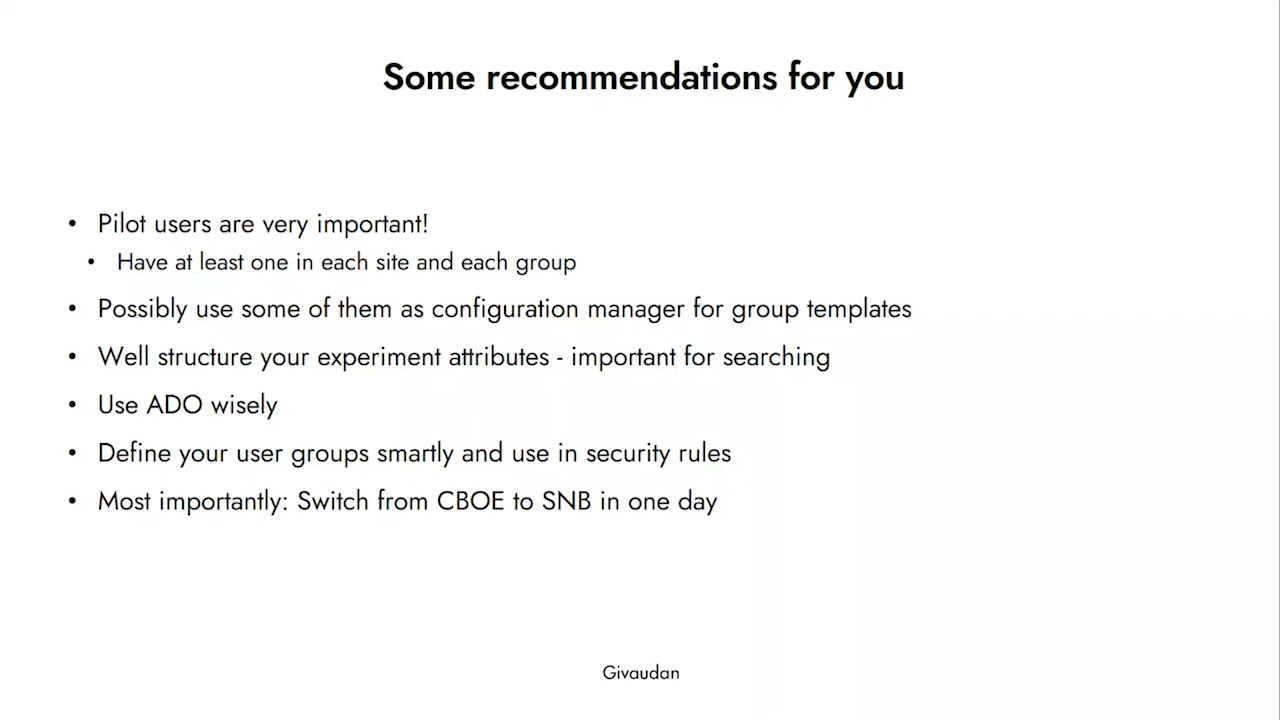 Some recommendations for you
• Pilot users are very important!
• Have at least one in each site and each group
• Possibly use some of them as configuration manager for group templates
• Well structure your experiment attributes - important for searching
• Use ADO wisely
• Define your user groups smartly and use in security rules
• Most importantly: Switch from CBOE to SNB in one day
Givaudan